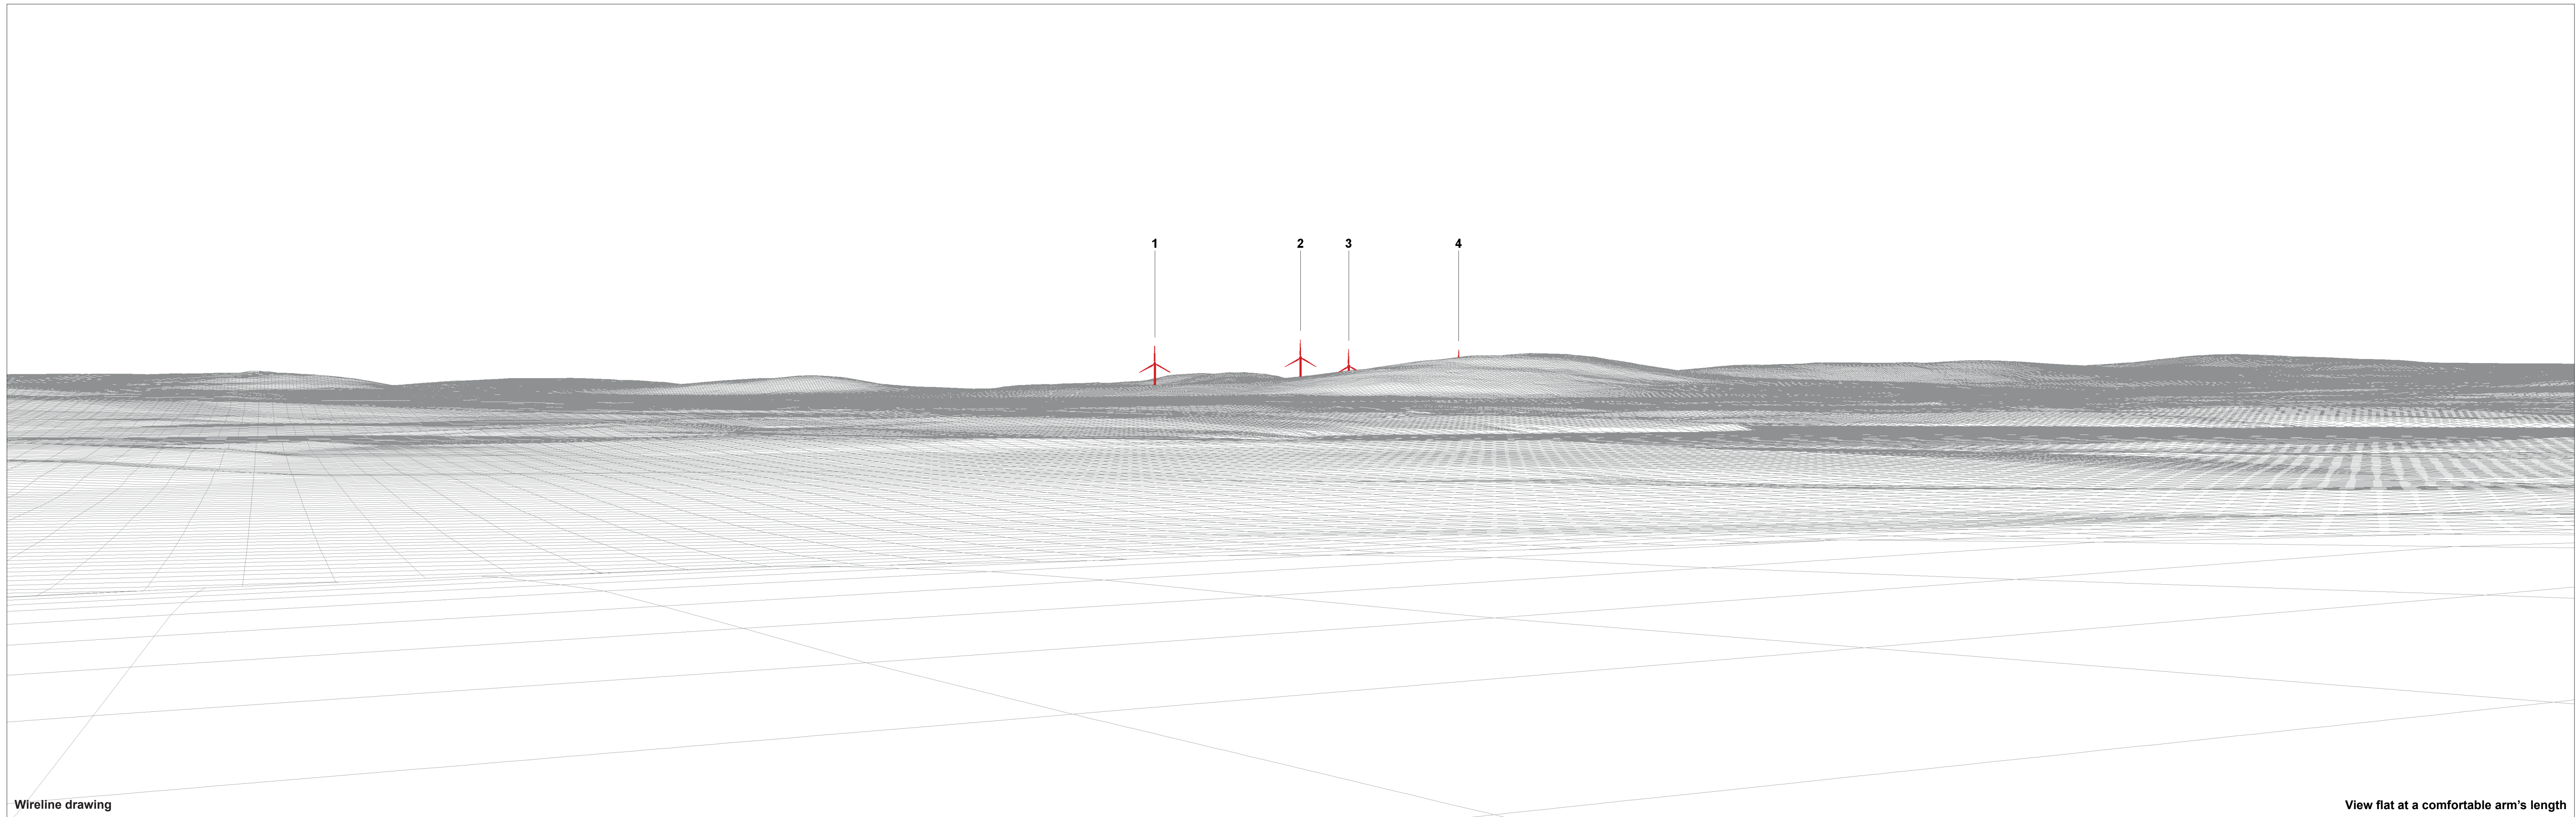 1 2 3 4
Wireline drawing
View flat at a comfortable arm's length